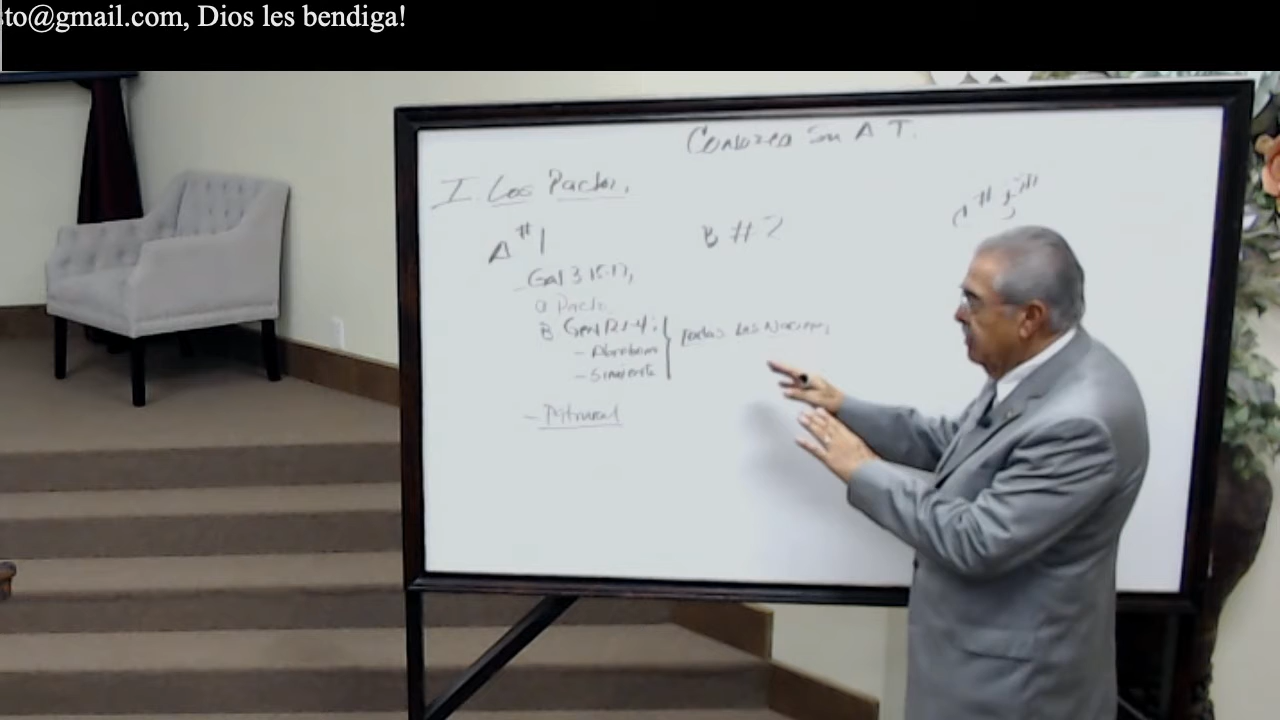 sto@gmail.com, Dios les bendiga!
Conozca Su A T.
I. Los Pactos,
A #1
B #2
- Gal 3.15-17,
a Pacto
B Gen 12.1-4:
- Abraham
- Simiente
Todas Las Naciones